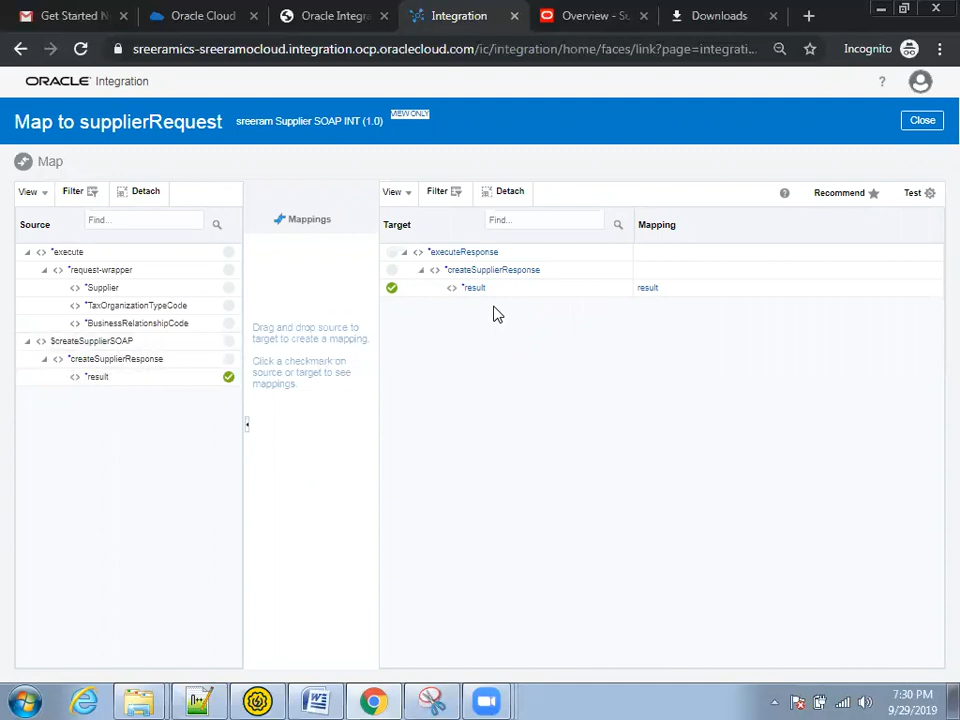 Get Started N
Oracle Cloud
Oracle Integra
Integration
Overview - Su
Downloads
sreeramics-sreeramocloud.integration.ocp.oraclecloud.com/ic/integration/home/faces/link?page=integrati...
Incognito
ORACLE Integration
?
Map to supplierRequest
sreeram Supplier SOAP INT (1.0)
VIEW ONLY
Close
Map
View
Filter
Detach
Mappings
View
Filter
Detach
?
Recommend
Test
Source
Find...
Target
Find...
Mapping
<> *execute
<> *request-wrapper
<> *Supplier
<> *TaxOrganizationTypeCode
<> *BusinessRelationshipCode
<> $createSupplierSOAP
<> *createSupplierResponse
<> *result
Drag and drop source to
target to create a mapping.
Click a checkmark on
source or target to see
mappings.
<> *executeResponse
<> *createSupplierResponse
<> *result
result
7:30 PM
9/29/2019